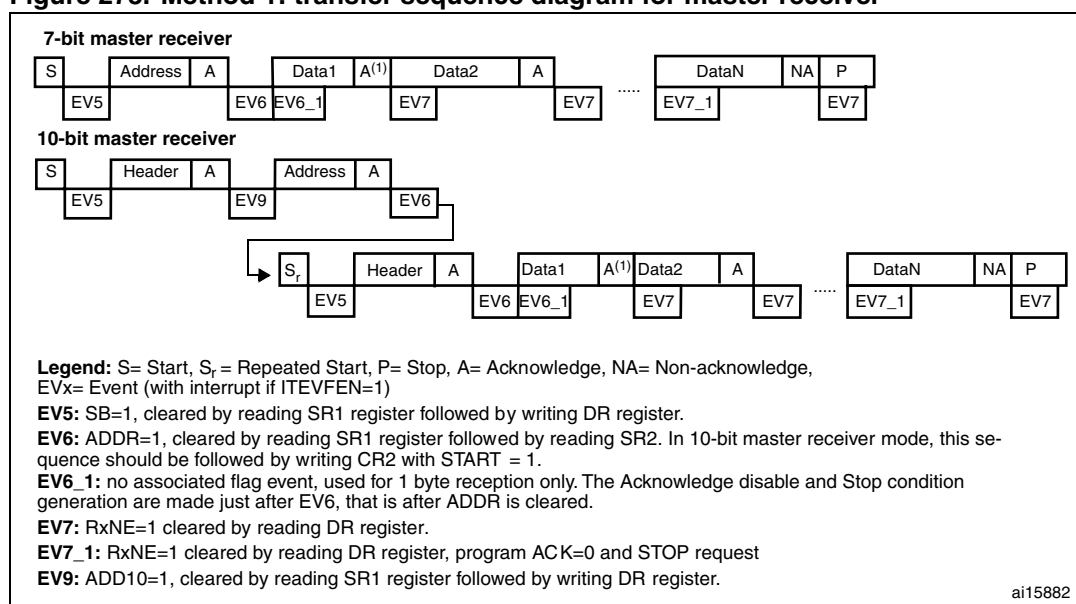 Figure 273. Method 1: transfer sequence diagram for master receiver
7-bit master receiver
S Address A Data1 A(1) Data2 A ..... DataN NA P
EV5 EV6 EV6_1 EV7 EV7 EV7_1 EV7
10-bit master receiver
S Header A Address A
EV5 EV9 EV6
Sr Header A Data1 A(1) Data2 A ..... DataN NA P
EV5 EV6 EV6_1 EV7 EV7 EV7_1 EV7
Legend: S= Start, Sr = Repeated Start, P= Stop, A= Acknowledge, NA= Non-acknowledge,
EVx= Event (with interrupt if ITEVFEN=1)
EV5: SB=1, cleared by reading SR1 register followed by writing DR register.
EV6: ADDR=1, cleared by reading SR1 register followed by reading SR2. In 10-bit master receiver mode, this se-
quence should be followed by writing CR2 with START = 1.
EV6_1: no associated flag event, used for 1 byte reception only. The Acknowledge disable and Stop condition
generation are made just after EV6, that is after ADDR is cleared.
EV7: RxNE=1 cleared by reading DR register.
EV7_1: RxNE=1 cleared by reading DR register, program ACK=0 and STOP request
EV9: ADD10=1, cleared by reading SR1 register followed by writing DR register.
ai15882